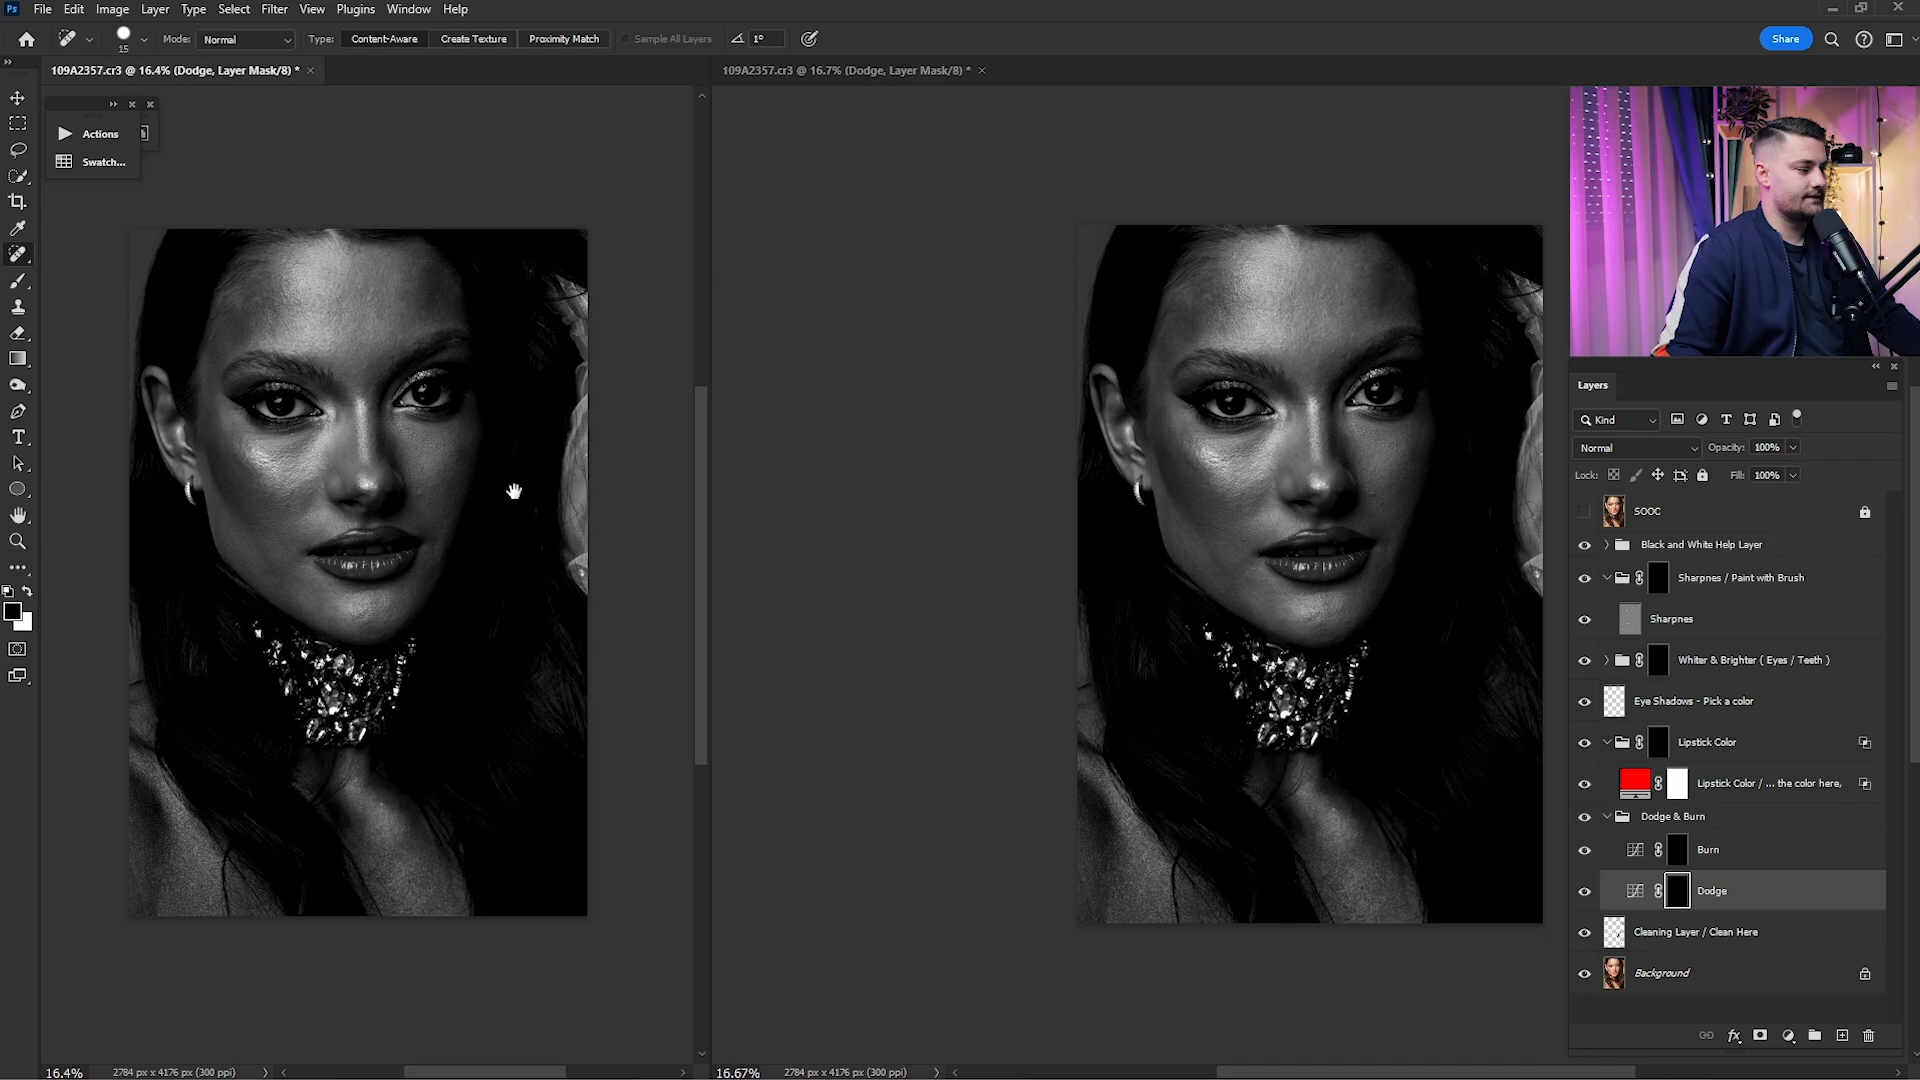 Ps File Edit Image Layer Type Select Filter View Plugins Window Help
15 Mode: Normal Type: Content-Aware Create Texture Proximity Match Sample All Layers 1° Share
109A2357.cr3 @ 16.4% (Dodge, Layer Mask/8) * 109A2357.cr3 @ 16.7% (Dodge, Layer Mask/8) *
Actions
Swatch...
Layers
Kind
Normal Opacity: 100%
Lock: Fill: 100%
SOOC
Black and White Help Layer
Sharpnes / Paint with Brush
Sharpnes
Whiter & Brighter ( Eyes / Teeth )
Eye Shadows - Pick a color
Lipstick Color
Lipstick Color / ... the color here,
Dodge & Burn
Burn
Dodge
Cleaning Layer / Clean Here
Background
fx
16.4% 2784 px x 4176 px (300 ppi) 16.67% 2784 px x 4176 px (300 ppi)